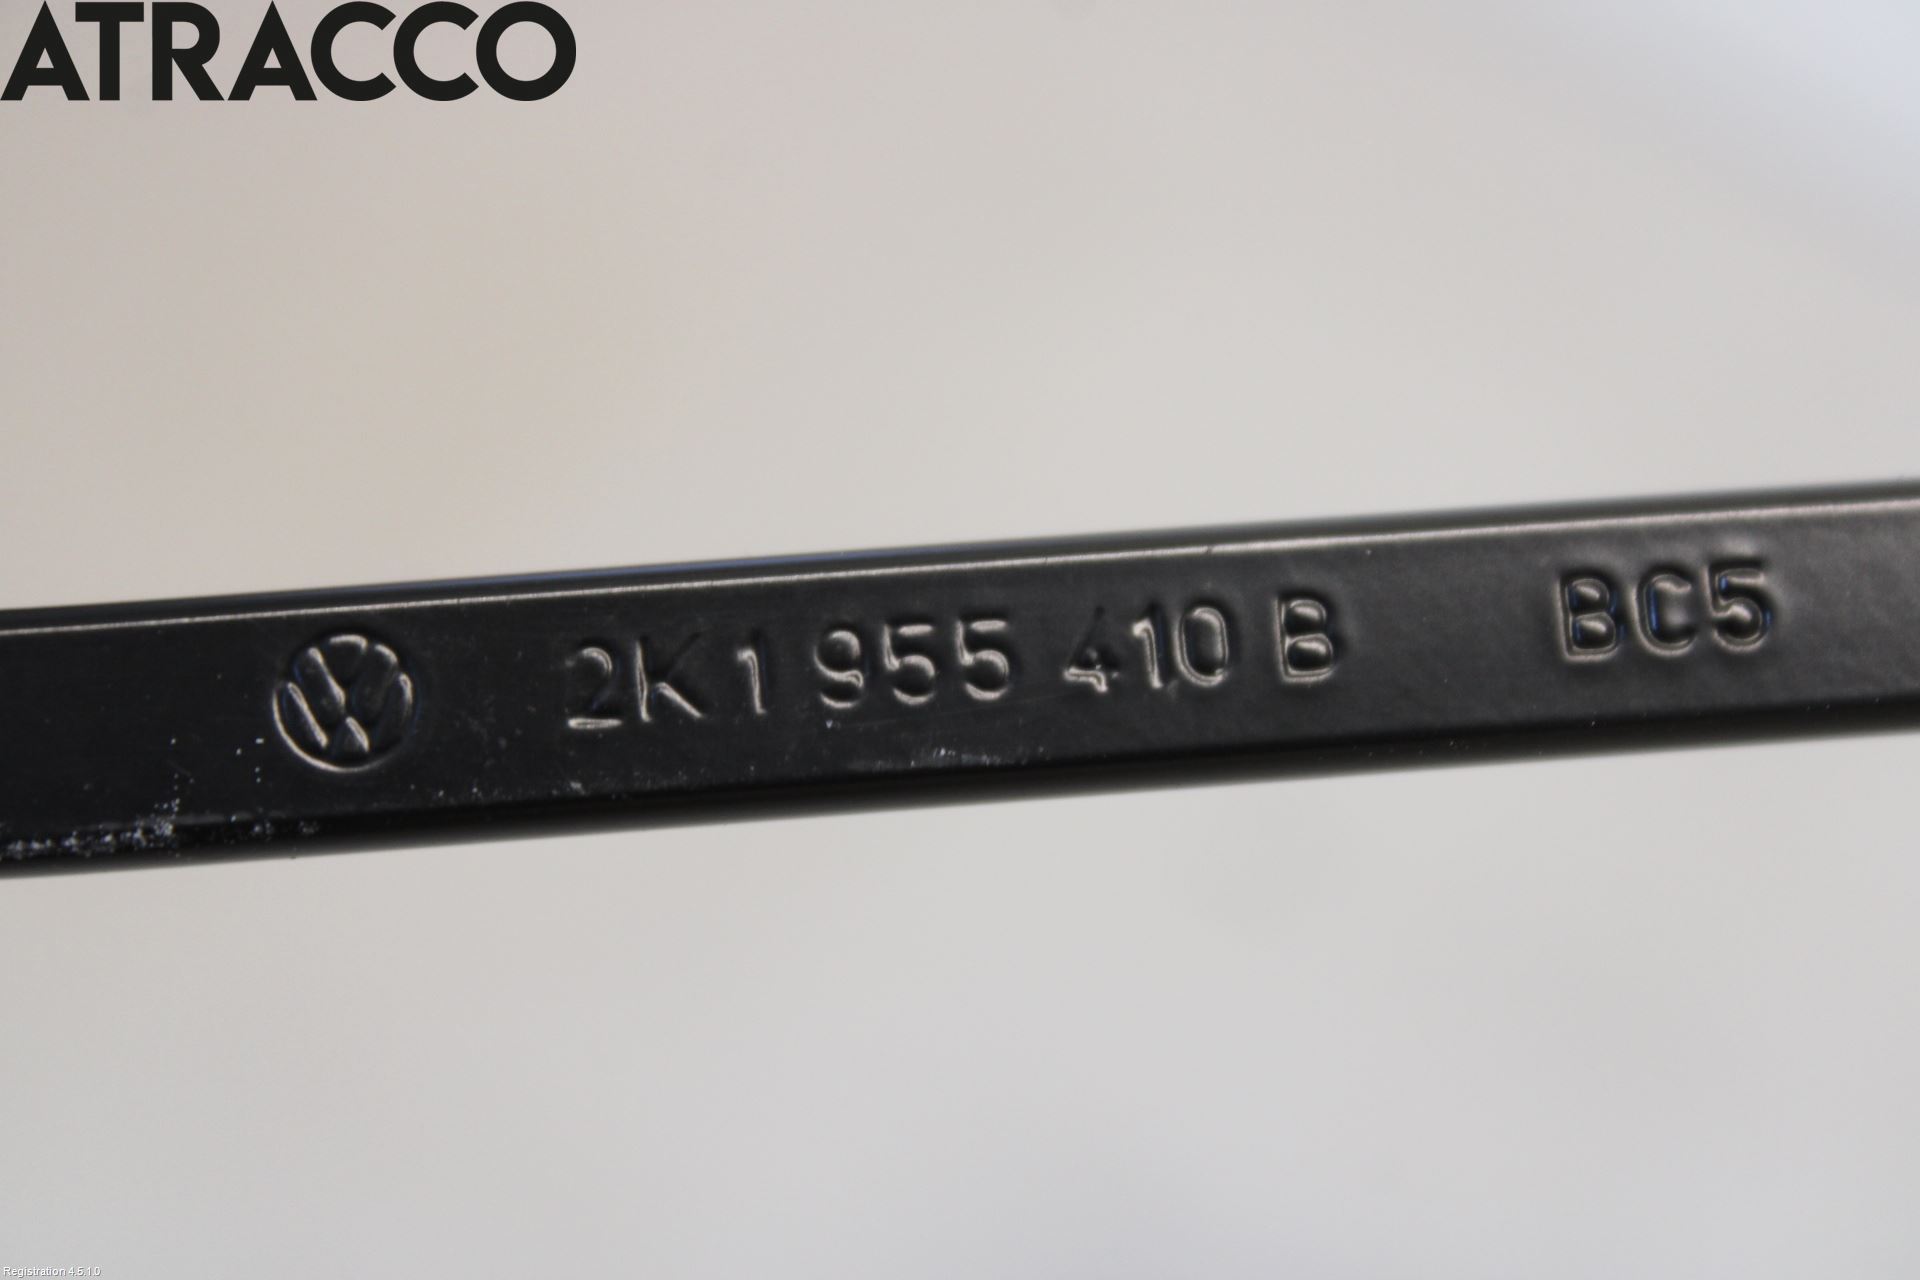 ATRACCO
2K1 955 410 B BC5
Registration 4.5.1.0